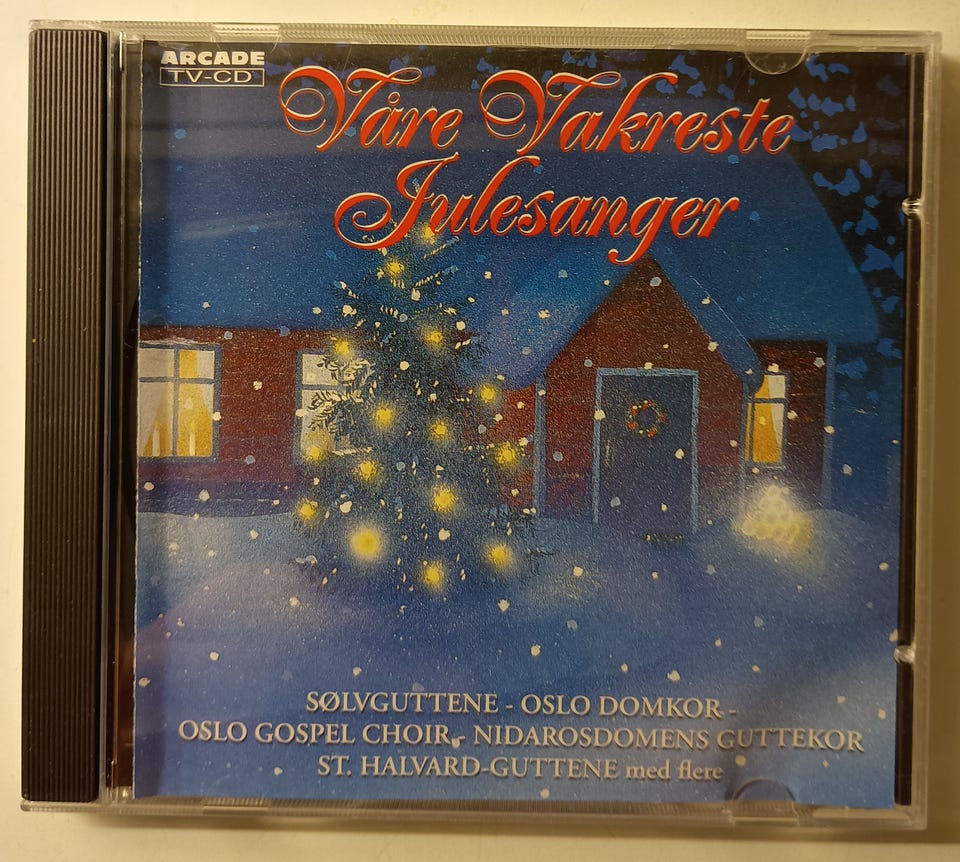 ARCADE
TV-CD
Våre Vakreste
Julesanger
SØLVGUTTENE - OSLO DOMKOR -
OSLO GOSPEL CHOIR - NIDAROSDOMENS GUTTEKOR
ST. HALVARD-GUTTENE med flere